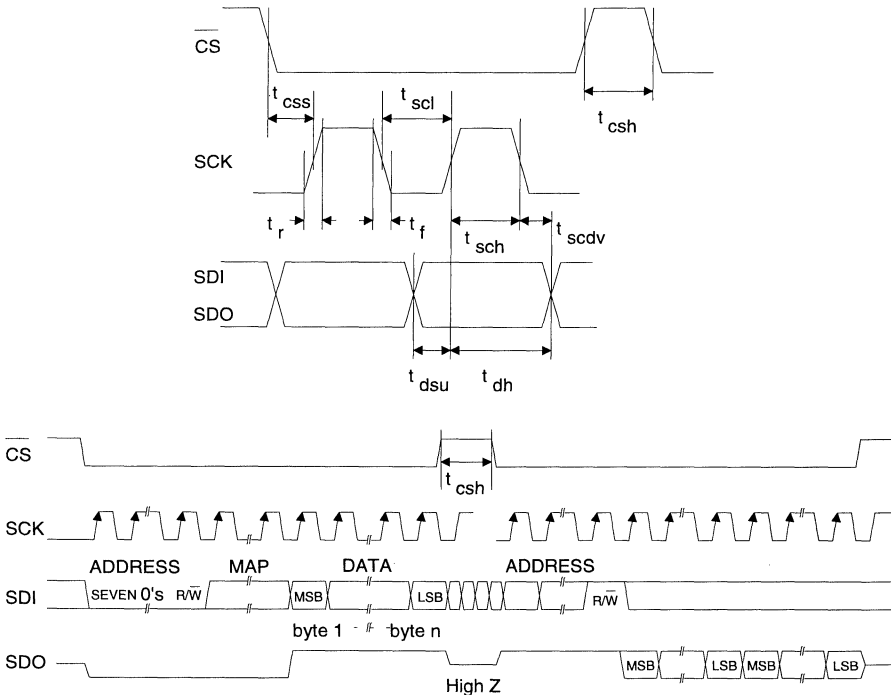 CS
t css
t scl
t csh
SCK
t r
t f
t sch
t scdv
SDI
SDO
t dsu
t dh
CS
t csh
SCK
ADDRESS MAP DATA ADDRESS
SDI SEVEN 0's R/W MSB LSB R/W
byte 1 byte n
SDO MSB LSB MSB LSB
High Z